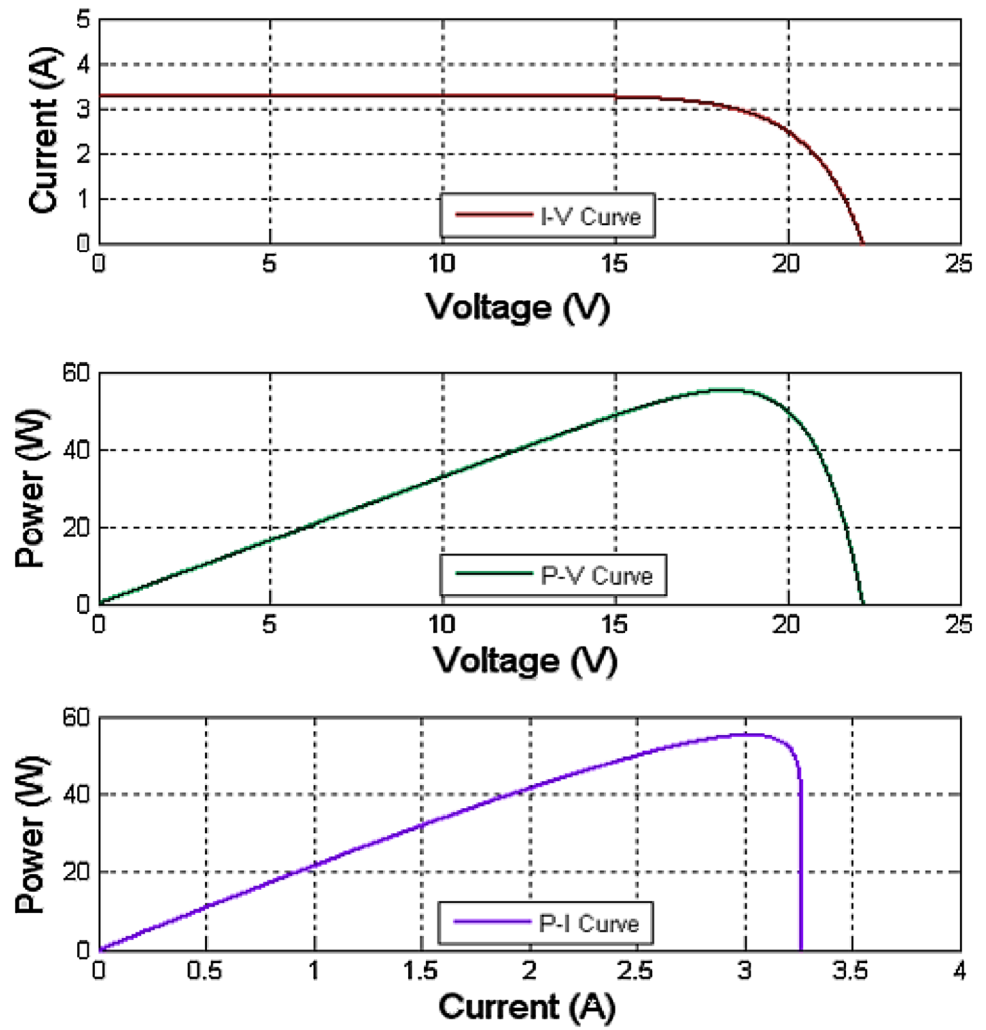 5
4
3
2
1
0
Current (A)
I-V Curve
0 5 10 15 20 25
Voltage (V)
60
40
20
0
Power (W)
P-V Curve
0 5 10 15 20 25
Voltage (V)
60
40
20
0
Power (W)
P-I Curve
0 0.5 1 1.5 2 2.5 3 3.5 4
Current (A)